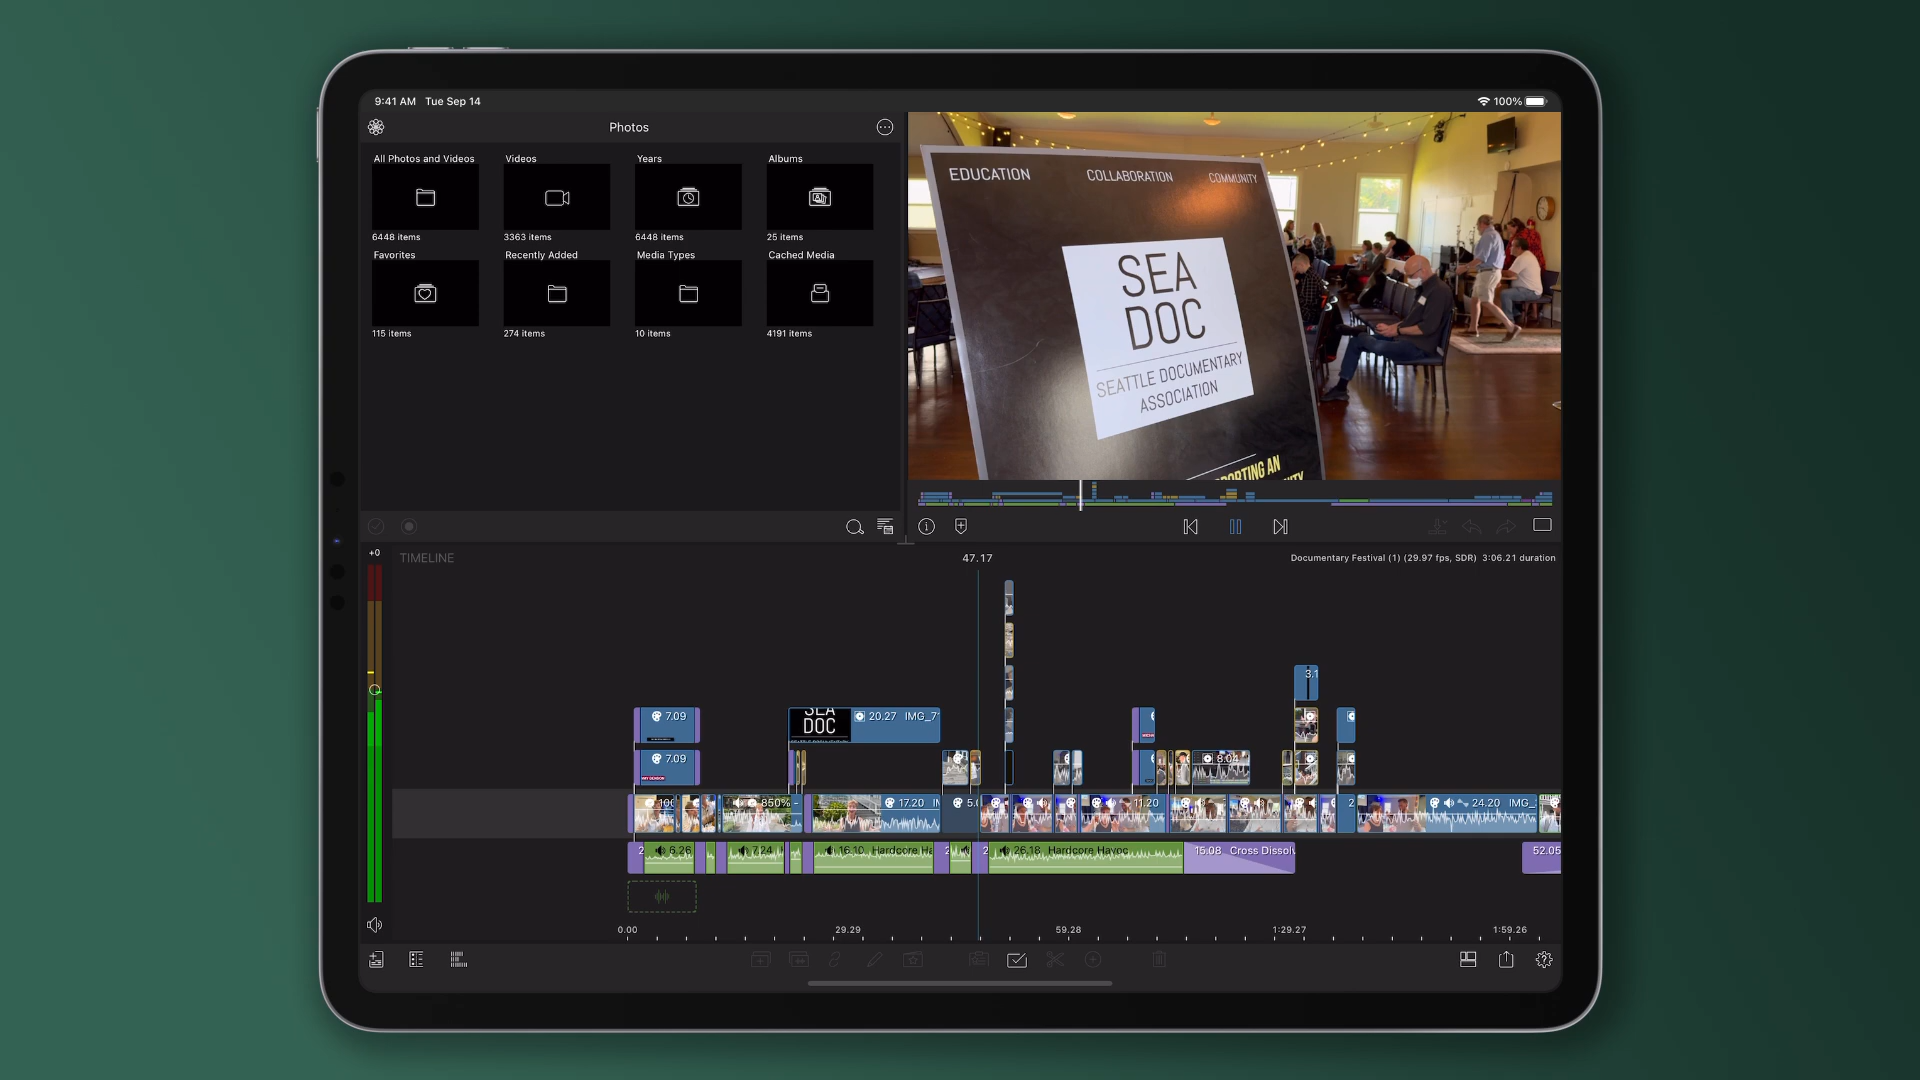 9:41 AM Tue Sep 14
100%
Photos
All Photos and Videos
Videos
Years
Albums
6448 items
3363 items
6448 items
25 items
Favorites
Recently Added
Media Types
Cached Media
115 items
274 items
10 items
4191 items
EDUCATION
COLLABORATION
COMMUNITY
SEA
DOC
SEATTLE DOCUMENTARY
ASSOCIATION
PORTING AN
+0
TIMELINE
47.17
Documentary Festival (1) (29.97 fps, SDR) 3:06.21 duration
3.1
7.09
SEA
DOC
20.27 IMG_7
7.09
8.04
100
850% -
17.20
5.0
11.20
2
24.20 IMG_
2
6.26
7.24
16.10 Hardcore Ha
2
2
26.18 Hardcore Havoc
15.08 Cross Dissolv
52.05
0.00
29.29
59.28
1:29.27
1:59.26